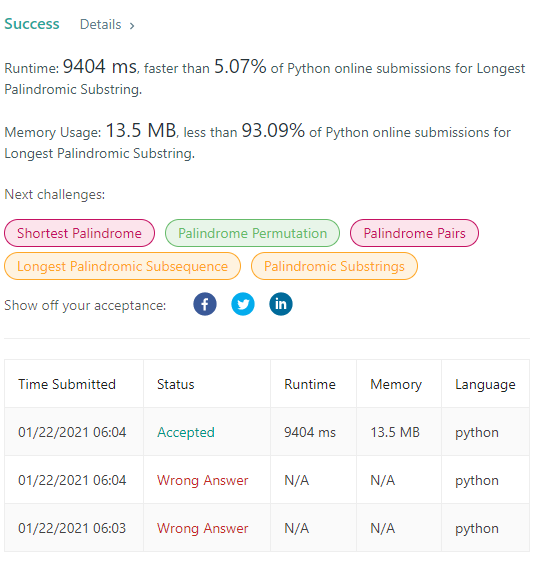 Success Details ›
Runtime: 9404 ms, faster than 5.07% of Python online submissions for Longest
Palindromic Substring.
Memory Usage: 13.5 MB, less than 93.09% of Python online submissions for
Longest Palindromic Substring.
Next challenges:
Shortest Palindrome Palindrome Permutation Palindrome Pairs
Longest Palindromic Subsequence Palindromic Substrings
Show off your acceptance:
Time Submitted Status Runtime Memory Language
01/22/2021 06:04 Accepted 9404 ms 13.5 MB python
01/22/2021 06:04 Wrong Answer N/A N/A python
01/22/2021 06:03 Wrong Answer N/A N/A python